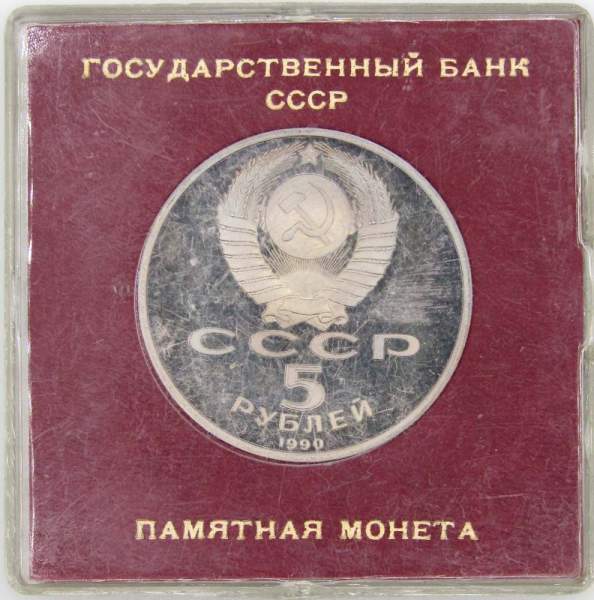 ГОСУДАРСТВЕННЫЙ БАНК
СССР
СССР
5
РУБЛЕЙ
1990
ПАМЯТНАЯ МОНЕТА